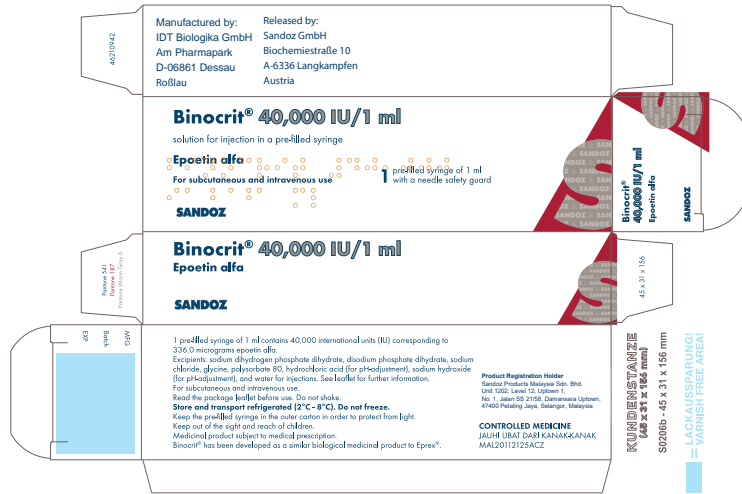 46210942
Manufactured by:
IDT Biologika GmbH
Am Pharmapark
D-06861 Dessau
Roßlau
Released by:
Sandoz GmbH
Biochemiestraße 10
A-6336 Langkampfen
Austria
Binocrit® 40,000 IU/1 ml
solution for injection in a pre-filled syringe
Epoetin alfa
For subcutaneous and intravenous use
1 pre-filled syringe of 1 ml
with a needle safety guard
SANDOZ
Binocrit®
40,000 IU/1 ml
Epoetin alfa
SANDOZ
Pantone 541
Pantone 187
Pantone Warm Gray 6
Binocrit® 40,000 IU/1 ml
Epoetin alfa
SANDOZ
45 x 31 x 156
MFG
Batch
EXP
1 pre-filled syringe of 1 ml contains 40,000 international units (IU) corresponding to
336.0 micrograms epoetin alfa.
Excipients: sodium dihydrogen phosphate dihydrate, disodium phosphate dihydrate, sodium
chloride, glycine, polysorbate 80, hydrochloric acid (for pH-adjustment), sodium hydroxide
(for pH-adjustment), and water for injections. See leaflet for further information.
For subcutaneous and intravenous use.
Read the package leaflet before use. Do not shake.
Store and transport refrigerated (2°C – 8°C). Do not freeze.
Keep the pre-filled syringe in the outer carton in order to protect from light.
Keep out of the sight and reach of children.
Medicinal product subject to medical prescription.
Binocrit® has been developed as a similar biological medicinal product to Eprex®.
Product Registration Holder
Sandoz Products Malaysia Sdn. Bhd.
Unit 1202, Level 12, Uptown 1,
No. 1, Jalan SS 21/58, Damansara Uptown,
47400 Petaling Jaya, Selangor, Malaysia
CONTROLLED MEDICINE
JAUHI UBAT DARI KANAK-KANAK
MAL20112125ACZ
KUNDENSTANZE
(45 x 31 x 156 mm)
S0206b - 45 x 31 x 156 mm
= LACKAUSSPARUNG!
VARNISH FREE AREA!